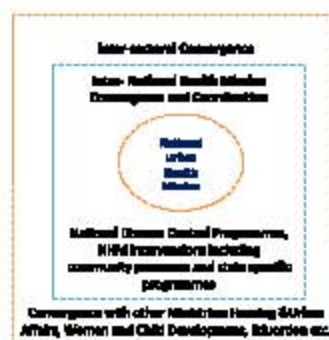 Inter-sectoral Convergence
Intra- National Health Mission
Convergence and Coordination
National
Urban
Health
Mission
National Disease Control Programmes,
NHM interventions including
community processes and state specific
programmes
Convergence with other Ministries Housing & Urban
Affairs, Women and Child Development, Education etc.